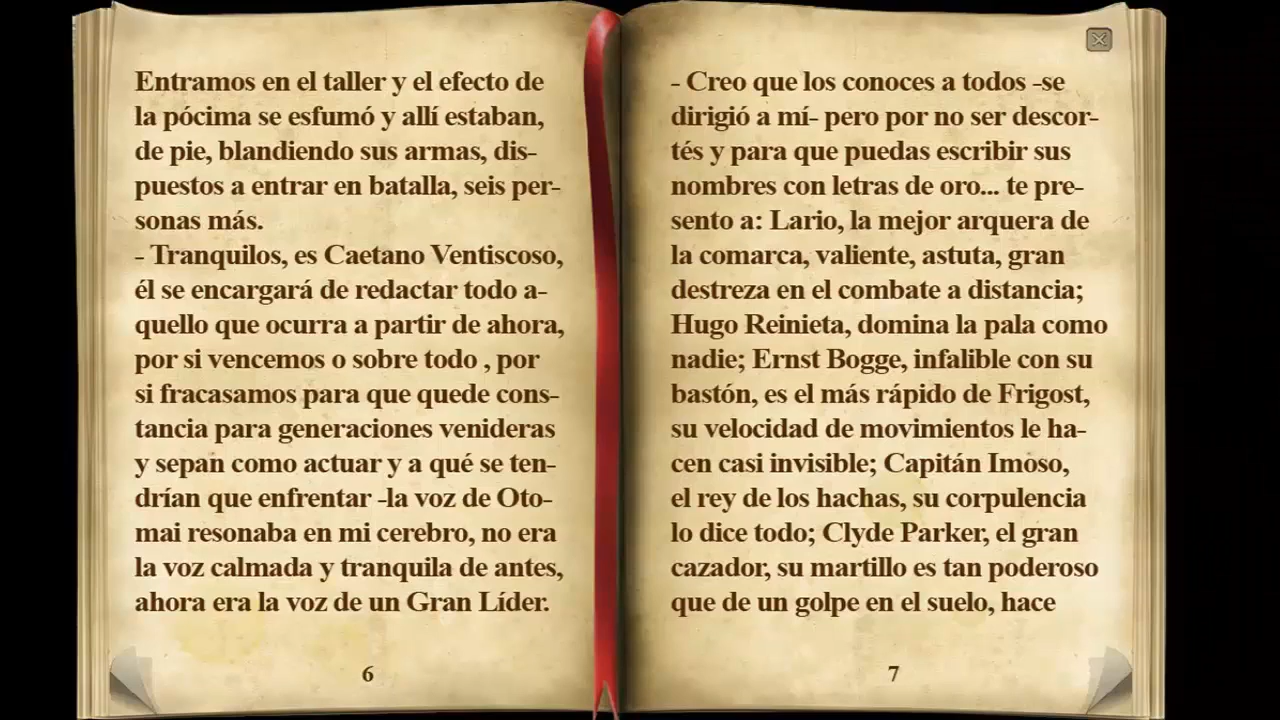 Entramos en el taller y el efecto de
la pócima se esfumó y allí estaban,
de pie, blandiendo sus armas, dis-
puestos a entrar en batalla, seis per-
sonas más.
- Tranquilos, es Caetano Ventiscoso,
él se encargará de redactar todo a-
quello que ocurra a partir de ahora,
por si vencemos o sobre todo , por
si fracasamos para que quede cons-
tancia para generaciones venideras
y sepan como actuar y a qué se ten-
drían que enfrentar -la voz de Oto-
mai resonaba en mi cerebro, no era
la voz calmada y tranquila de antes,
ahora era la voz de un Gran Líder.
6
- Creo que los conoces a todos -se
dirigió a mí- pero por no ser descor-
tés y para que puedas escribir sus
nombres con letras de oro... te pre-
sento a: Lario, la mejor arquera de
la comarca, valiente, astuta, gran
destreza en el combate a distancia;
Hugo Reinieta, domina la pala como
nadie; Ernst Bogge, infalible con su
bastón, es el más rápido de Frigost,
su velocidad de movimientos le ha-
cen casi invisible; Capitán Imoso,
el rey de los hachas, su corpulencia
lo dice todo; Clyde Parker, el gran
cazador, su martillo es tan poderoso
que de un golpe en el suelo, hace
7